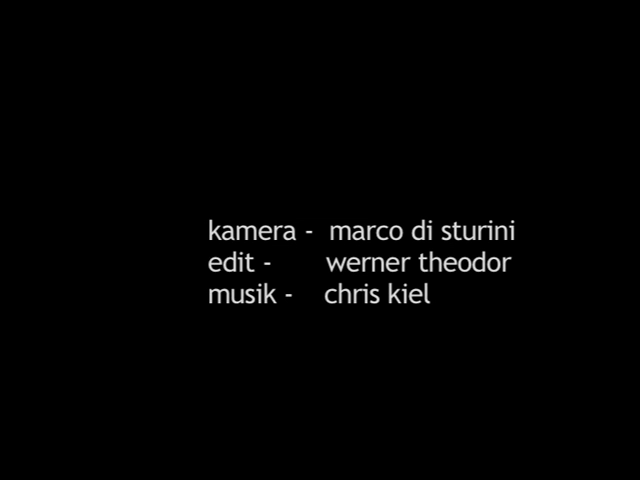 kamera - marco di sturini
edit - werner theodor
musik - chris kiel